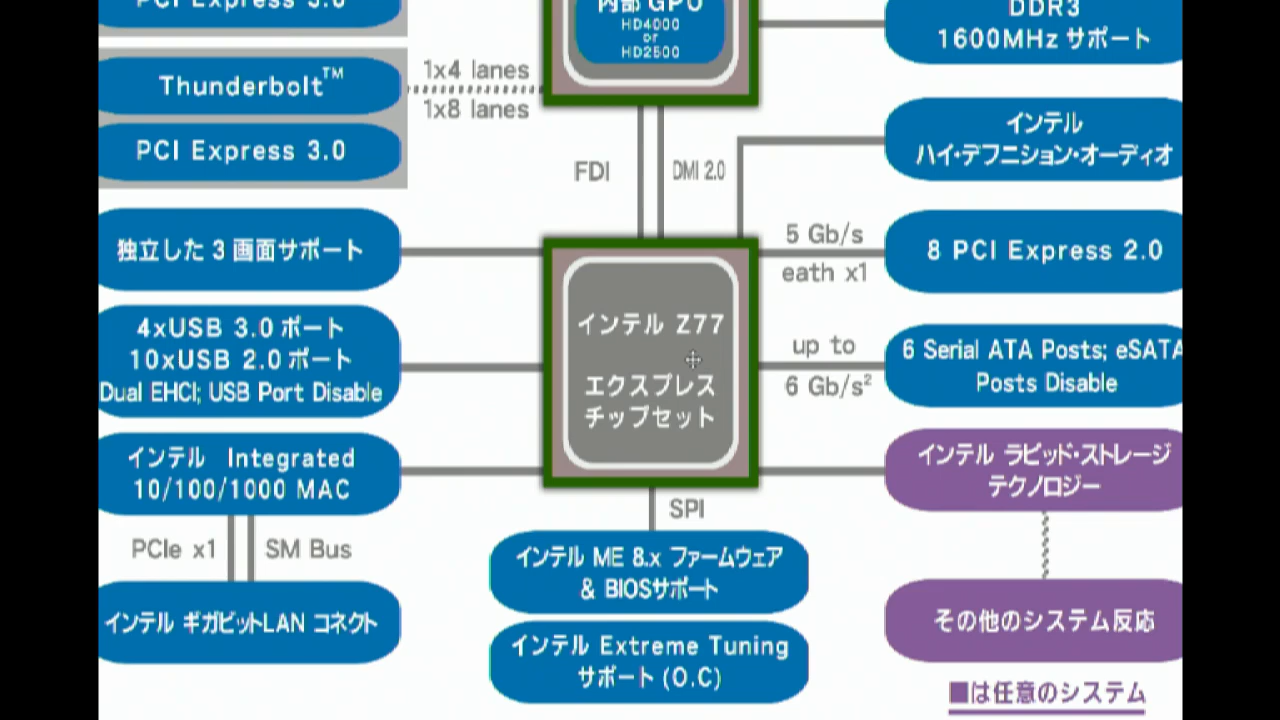 PCI Express 3.0
Thunderbolt™
PCI Express 3.0
1x4 lanes
1x8 lanes
内部 GPU
HD4000
or
HD2500
DDR3
1600MHz サポート
インテル
ハイ・デフニション・オーディオ
FDI
DMI 2.0
独立した 3 画面サポート
5 Gb/s
eath x1
8 PCI Express 2.0
インテル Z77
エクスプレス
チップセット
4xUSB 3.0 ポート
10xUSB 2.0 ポート
Dual EHCI; USB Port Disable
up to
6 Gb/s²
6 Serial ATA Posts; eSATA
Posts Disable
インテル Integrated
10/100/1000 MAC
インテル ラピッド・ストレージ
テクノロジー
SPI
PCIe x1
SM Bus
インテル ME 8.x ファームウェア
& BIOSサポート
インテル ギガビットLAN コネクト
インテル Extreme Tuning
サポート (O.C)
その他のシステム反応
■は任意のシステム